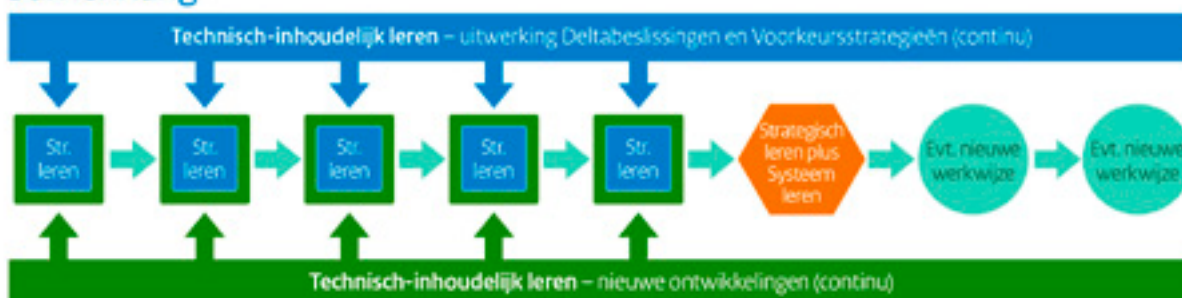 Technisch-inhoudelijk leren – uitwerking Deltabeslissingen en Voorkeursstrategieën (continu)
Str.
leren
Str.
leren
Str.
leren
Str.
leren
Str.
leren
Strategisch
leren plus
Systeem
leren
Evt. nieuwe
werkwijze
Evt. nieuwe
werkwijze
Technisch-inhoudelijk leren – nieuwe ontwikkelingen (continu)